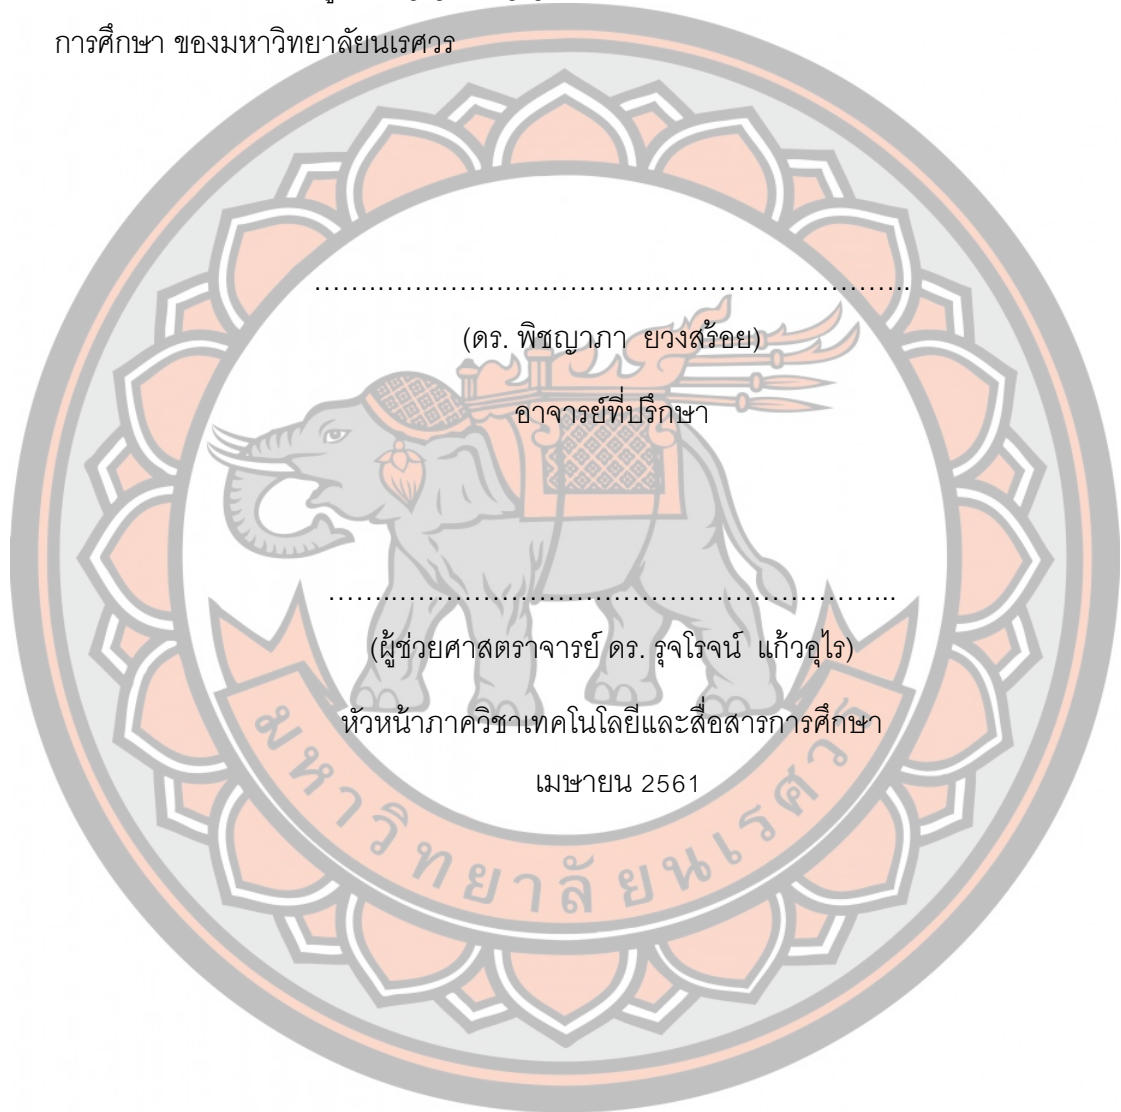 การศึกษา ของมหาวิทยาลัยนเรศวร
………………………………………………………………..
(ดร. พิชญาภา ยวงสร้อย)
อาจารย์ที่ปรึกษา
……………………………………………………………...
(ผู้ช่วยศาสตราจารย์ ดร. รุจโรจน์ แก้วอุไร)
หัวหน้าภาควิชาเทคโนโลยีและสื่อสารการศึกษา
เมษายน 2561
มหาวิทยาลัยนเรศวร